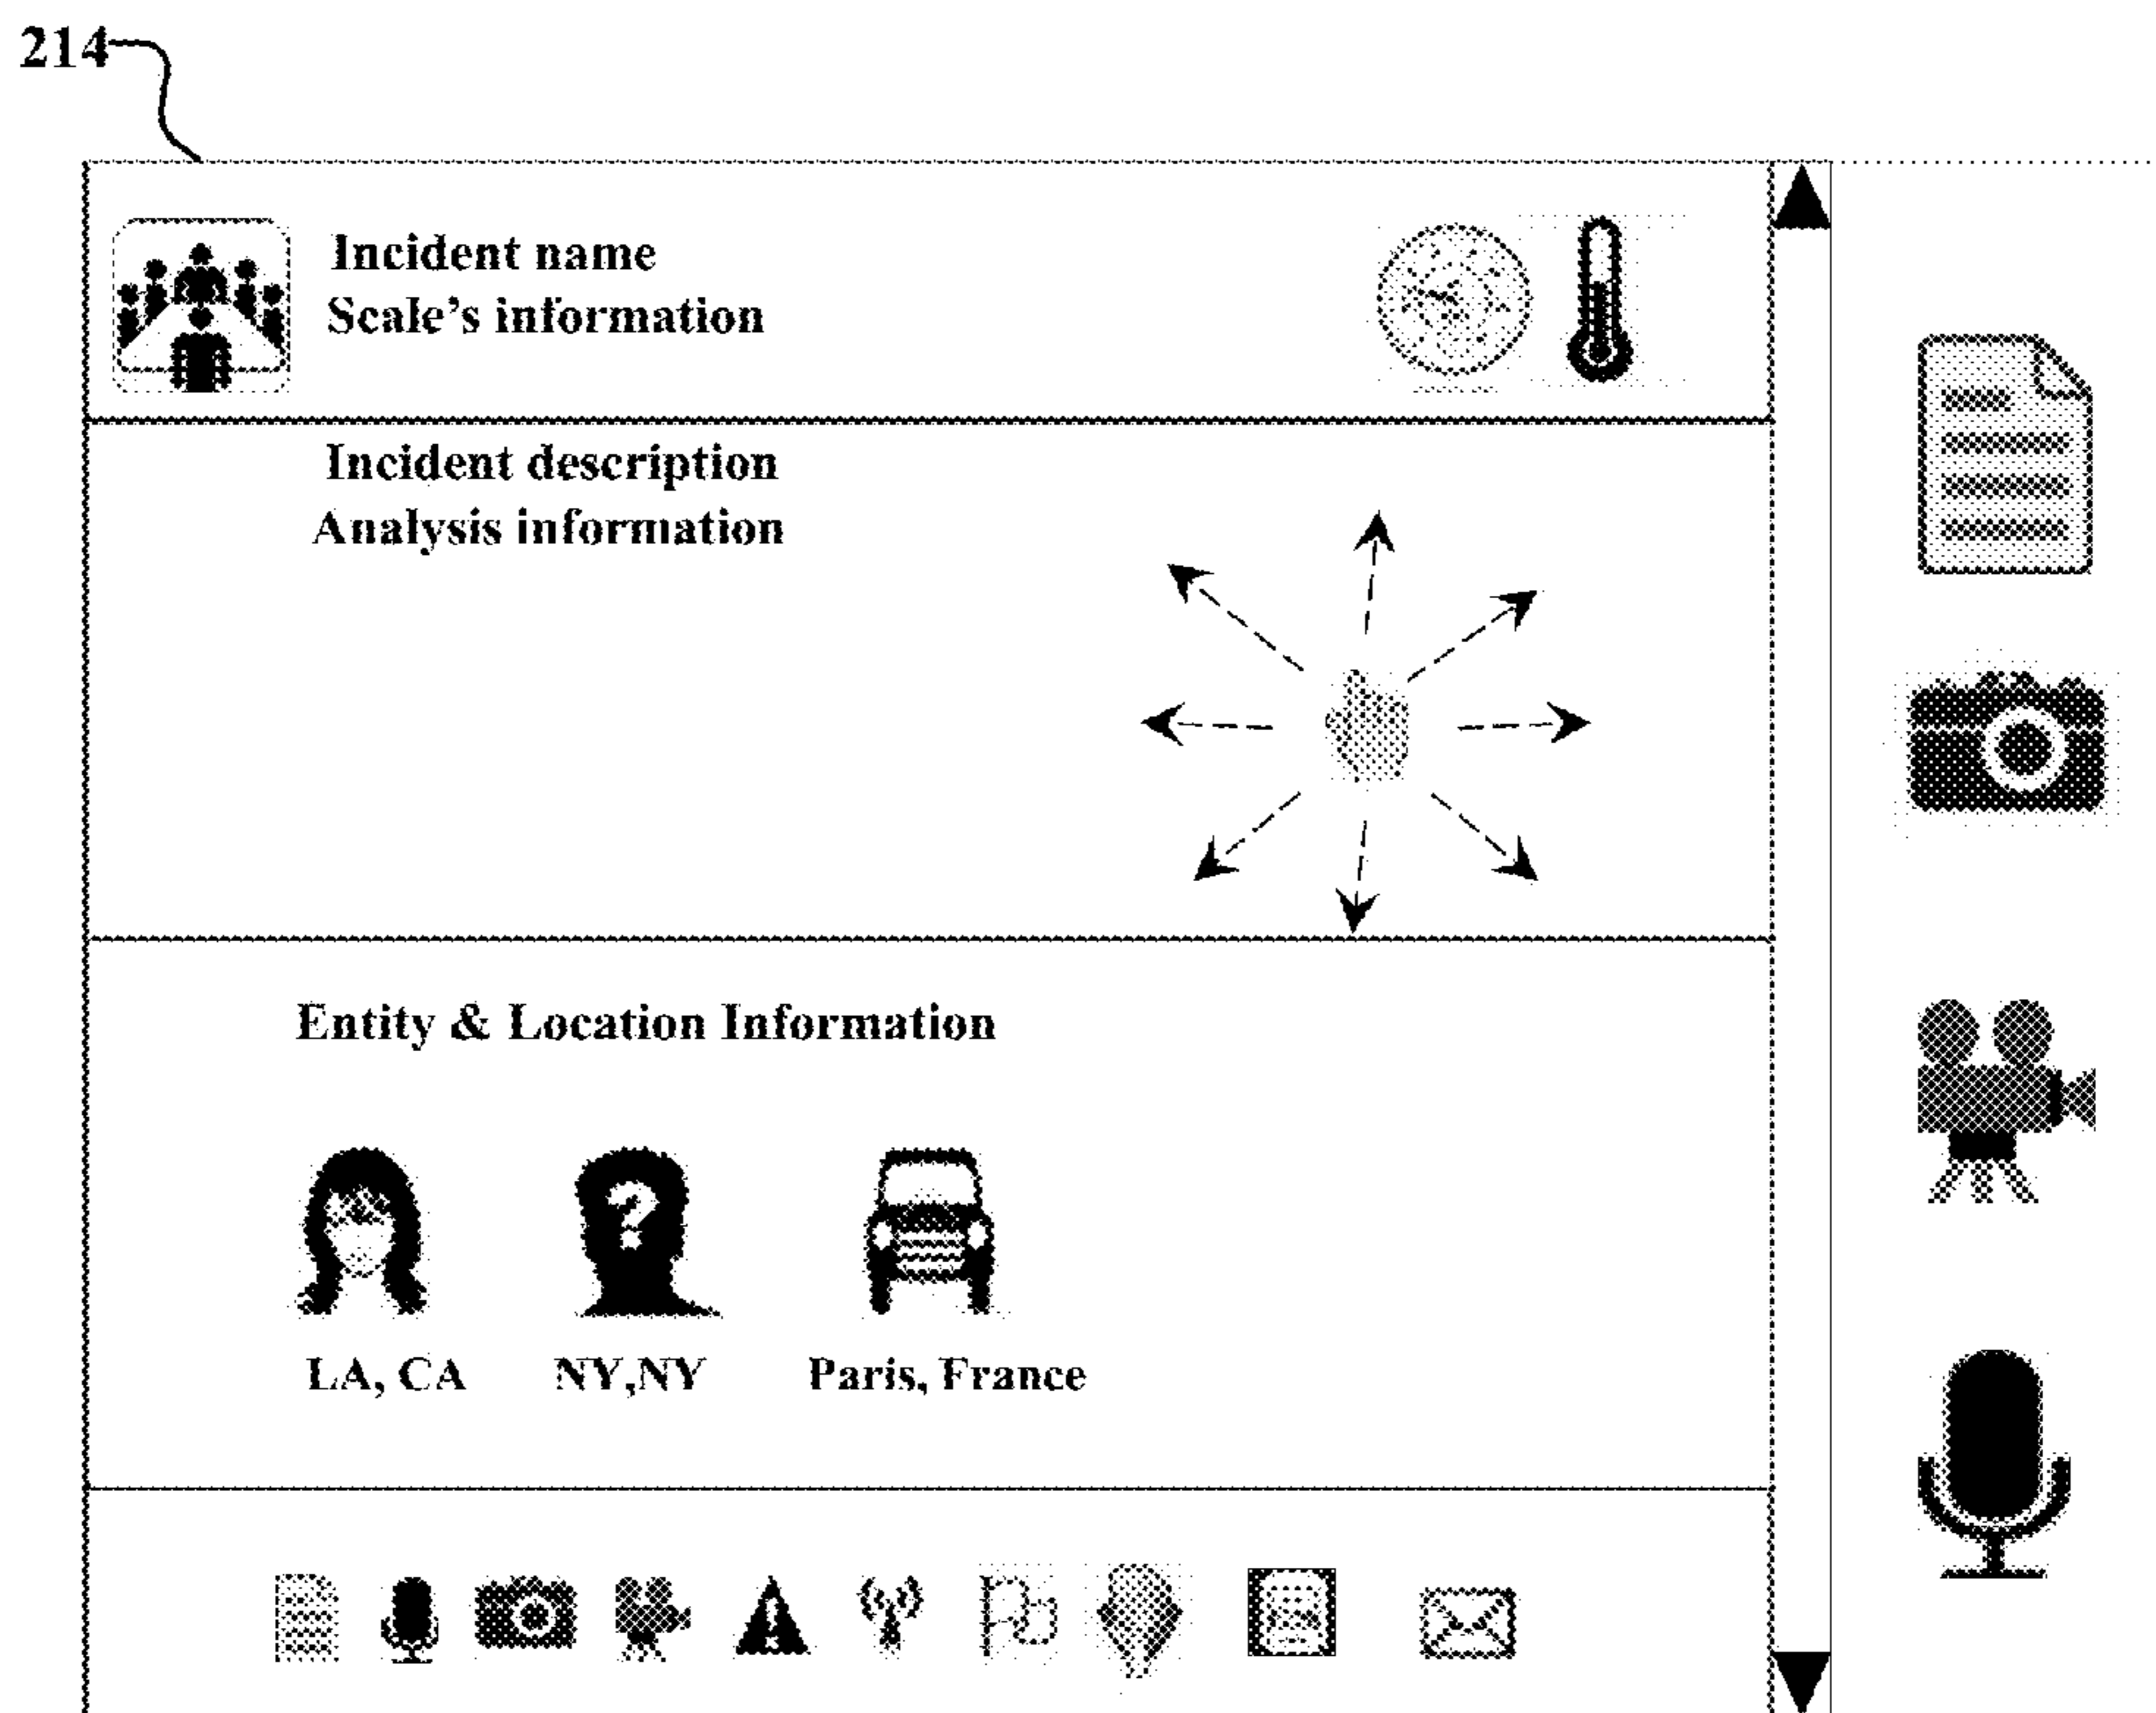 214
Incident name
Scale's information
Incident description
Analysis information
Entity & Location Information
?
LA, CA NY,NY Paris, France